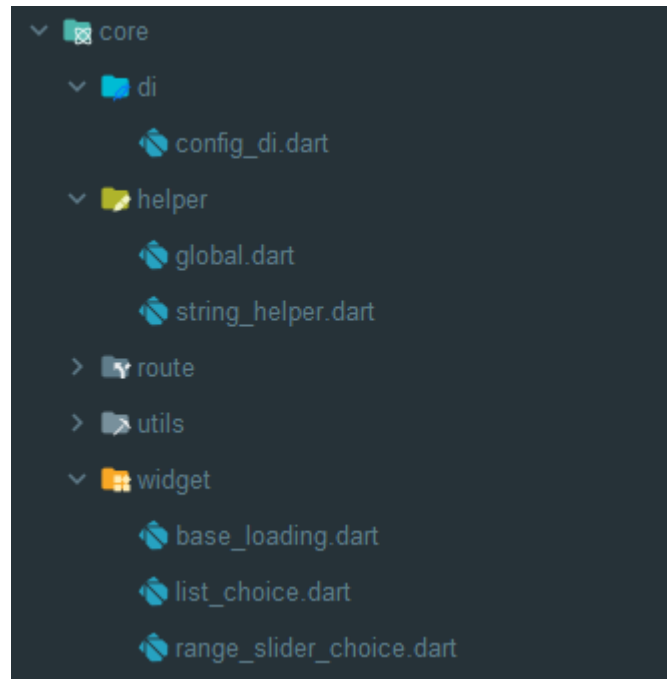 core
di
config_di.dart
helper
global.dart
string_helper.dart
route
utils
widget
base_loading.dart
list_choice.dart
range_slider_choice.dart